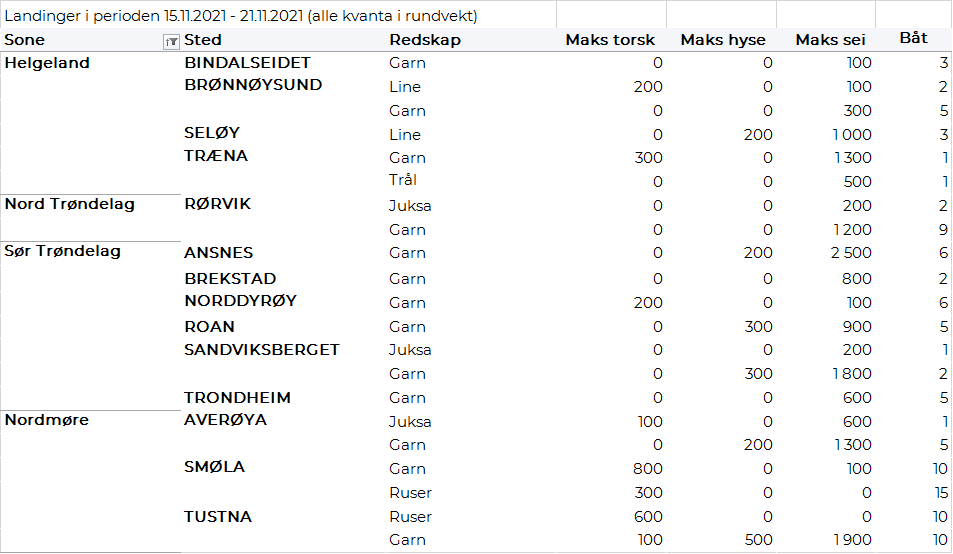 Landinger i perioden 15.11.2021 - 21.11.2021 (alle kvanta i rundvekt)
Sone Sted Redskap Maks torsk Maks hyse Maks sei Båt
Helgeland BINDALSEIDET Garn 0 0 100 3
BRØNNØYSUND Line 200 0 100 2
Garn 0 0 300 5
SELØY Line 0 200 1 000 3
TRÆNA Garn 300 0 1 300 1
Trål 0 0 500 1
Nord Trøndelag RØRVIK Juksa 0 0 200 2
Garn 0 0 1 200 9
Sør Trøndelag ANSNES Garn 0 200 2 500 6
BREKSTAD Garn 0 0 800 2
NORDDYRØY Garn 200 0 100 6
ROAN Garn 0 300 900 5
SANDVIKSBERGET Juksa 0 0 200 1
Garn 0 300 1 800 2
TRONDHEIM Garn 0 0 600 5
Nordmøre AVERØYA Juksa 100 0 600 1
Garn 0 200 1 300 5
SMØLA Garn 800 0 100 10
Ruser 300 0 0 15
TUSTNA Ruser 600 0 0 10
Garn 100 500 1 900 10